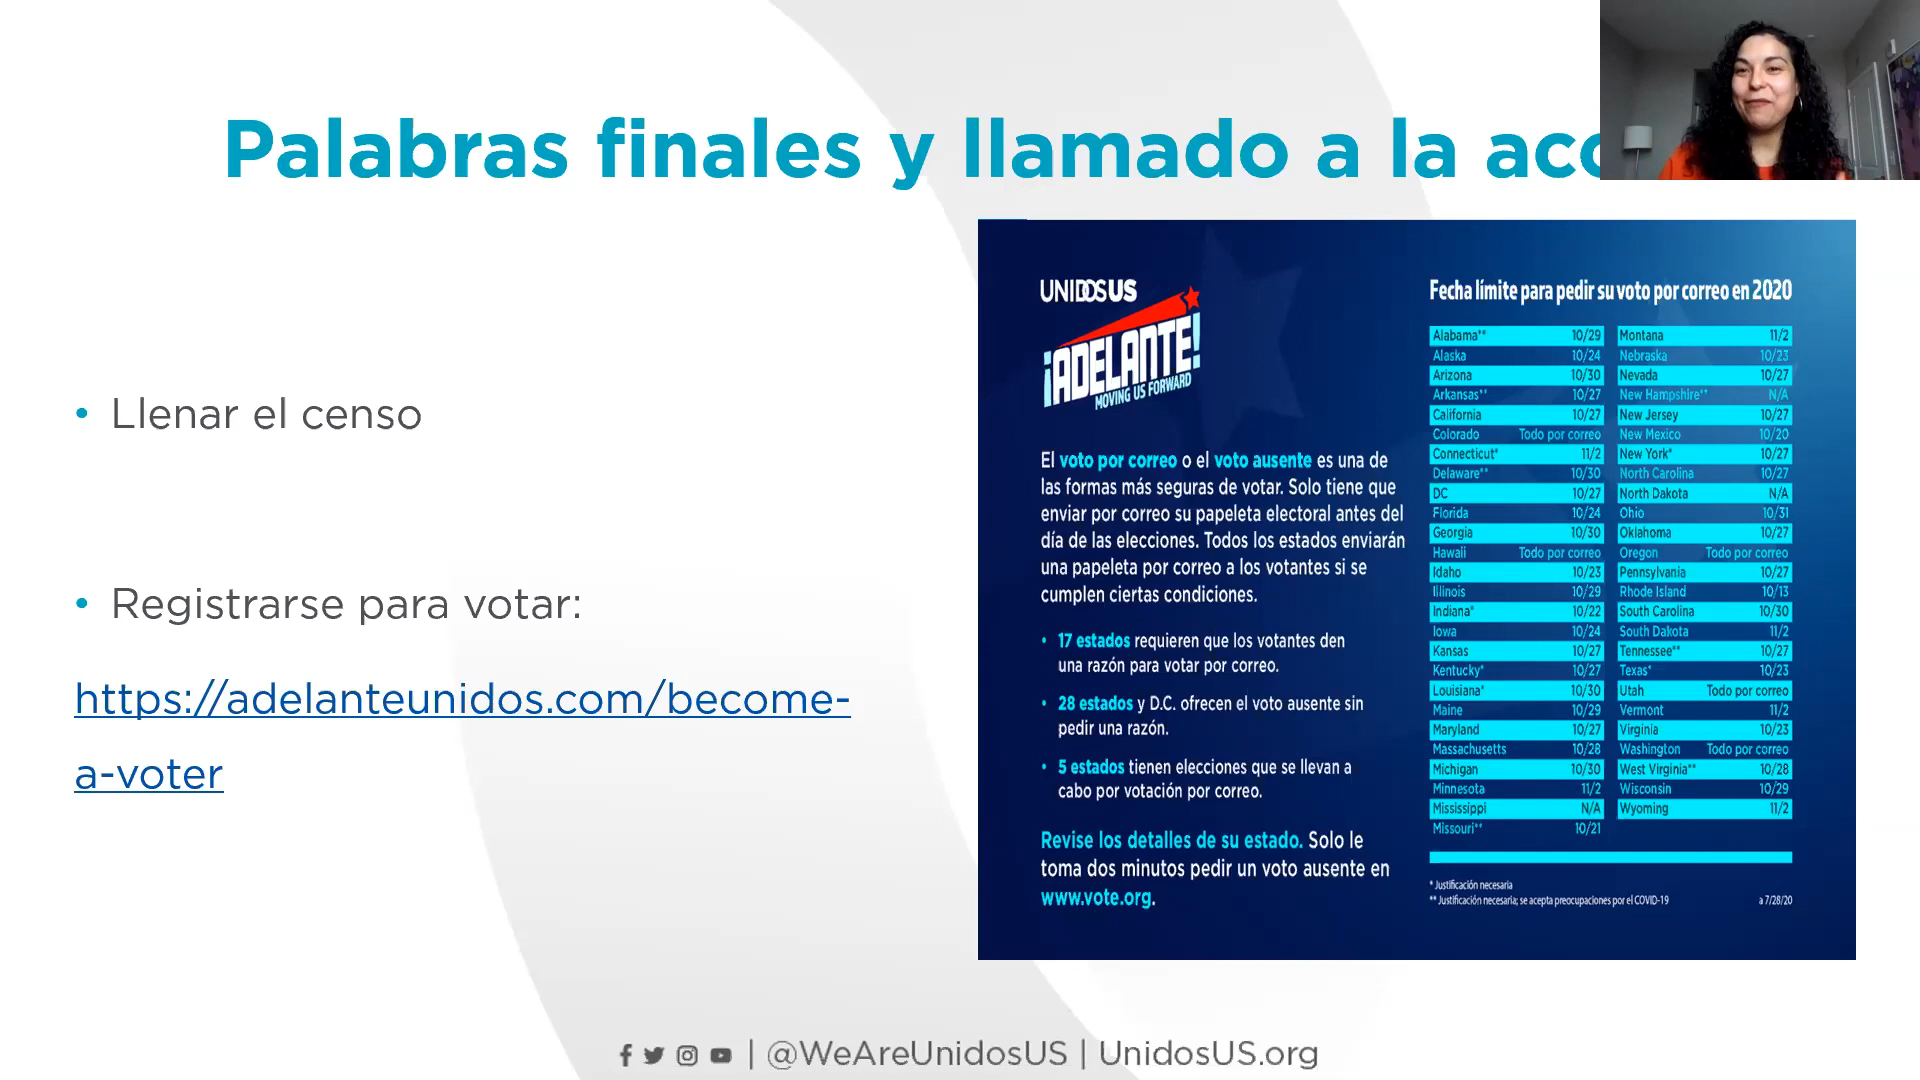 Palabras finales y llamado a la acc
Llenar el censo
Registrarse para votar:
https://adelanteunidos.com/become-
a-voter
UNIDOSUS
¡ADELANTE!
MOVING US FORWARD
El voto por correo o el voto ausente es una de
las formas más seguras de votar. Solo tiene que
enviar por correo su papeleta electoral antes del
día de las elecciones. Todos los estados enviarán
una papeleta por correo a los votantes si se
cumplen ciertas condiciones.
• 17 estados requieren que los votantes den
una razón para votar por correo.
• 28 estados y D.C. ofrecen el voto ausente sin
pedir una razón.
• 5 estados tienen elecciones que se llevan a
cabo por votación por correo.
Revise los detalles de su estado. Solo le
toma dos minutos pedir un voto ausente en
www.vote.org.
Fecha límite para pedir su voto por correo en 2020
Alabama** 10/29
Alaska 10/24
Arizona 10/30
Arkansas** 10/27
California 10/27
Colorado Todo por correo
Connecticut* 11/2
Delaware** 10/30
DC 10/27
Florida 10/24
Georgia 10/30
Hawaii Todo por correo
Idaho 10/23
Illinois 10/29
Indiana* 10/22
Iowa 10/24
Kansas 10/27
Kentucky* 10/27
Louisiana* 10/30
Maine 10/29
Maryland 10/27
Massachusetts 10/28
Michigan 10/30
Minnesota 11/2
Mississippi N/A
Missouri** 10/21
Montana 11/2
Nebraska 10/23
Nevada 10/27
New Hampshire** N/A
New Jersey 10/27
New Mexico 10/20
New York* 10/27
North Carolina 10/27
North Dakota N/A
Ohio 10/31
Oklahoma 10/27
Oregon Todo por correo
Pennsylvania 10/27
Rhode Island 10/13
South Carolina 10/30
South Dakota 11/2
Tennessee** 10/27
Texas* 10/23
Utah Todo por correo
Vermont 11/2
Virginia 10/23
Washington Todo por correo
West Virginia** 10/28
Wisconsin 10/29
Wyoming 11/2
* Justificación necesaria
** Justificación necesaria; se acepta preocupaciones por el COVID-19
a 7/28/20
| @WeAreUnidosUS | UnidosUS.org